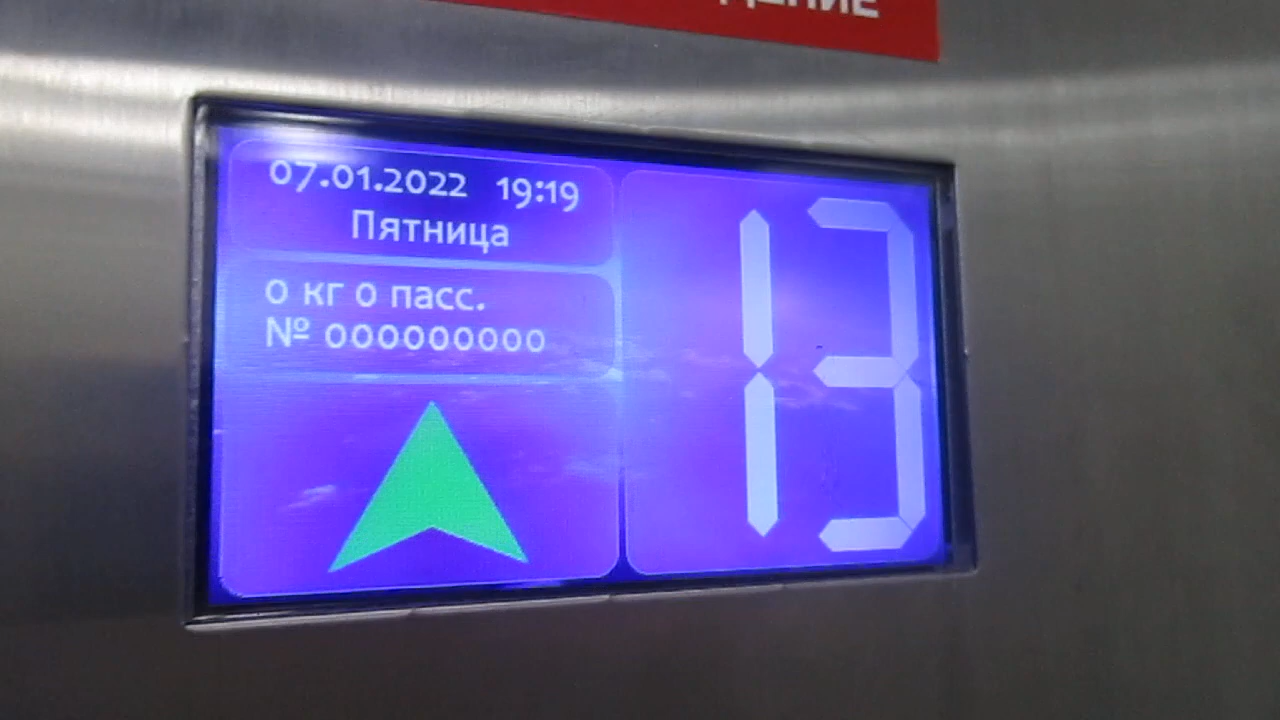 07.01.2022 19:19
Пятница
0 кг 0 пасс.
№ 000000000
13